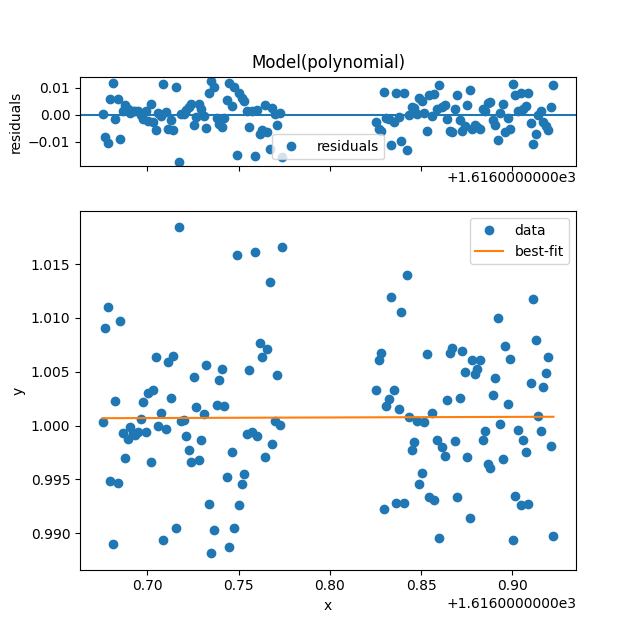 Model(polynomial)
0.01
0.00
−0.01
residuals
residuals
+1.6160000000e3
1.015
1.010
1.005
1.000
0.995
0.990
y
data
best-fit
0.70
0.75
0.80
0.85
0.90
x
+1.6160000000e3